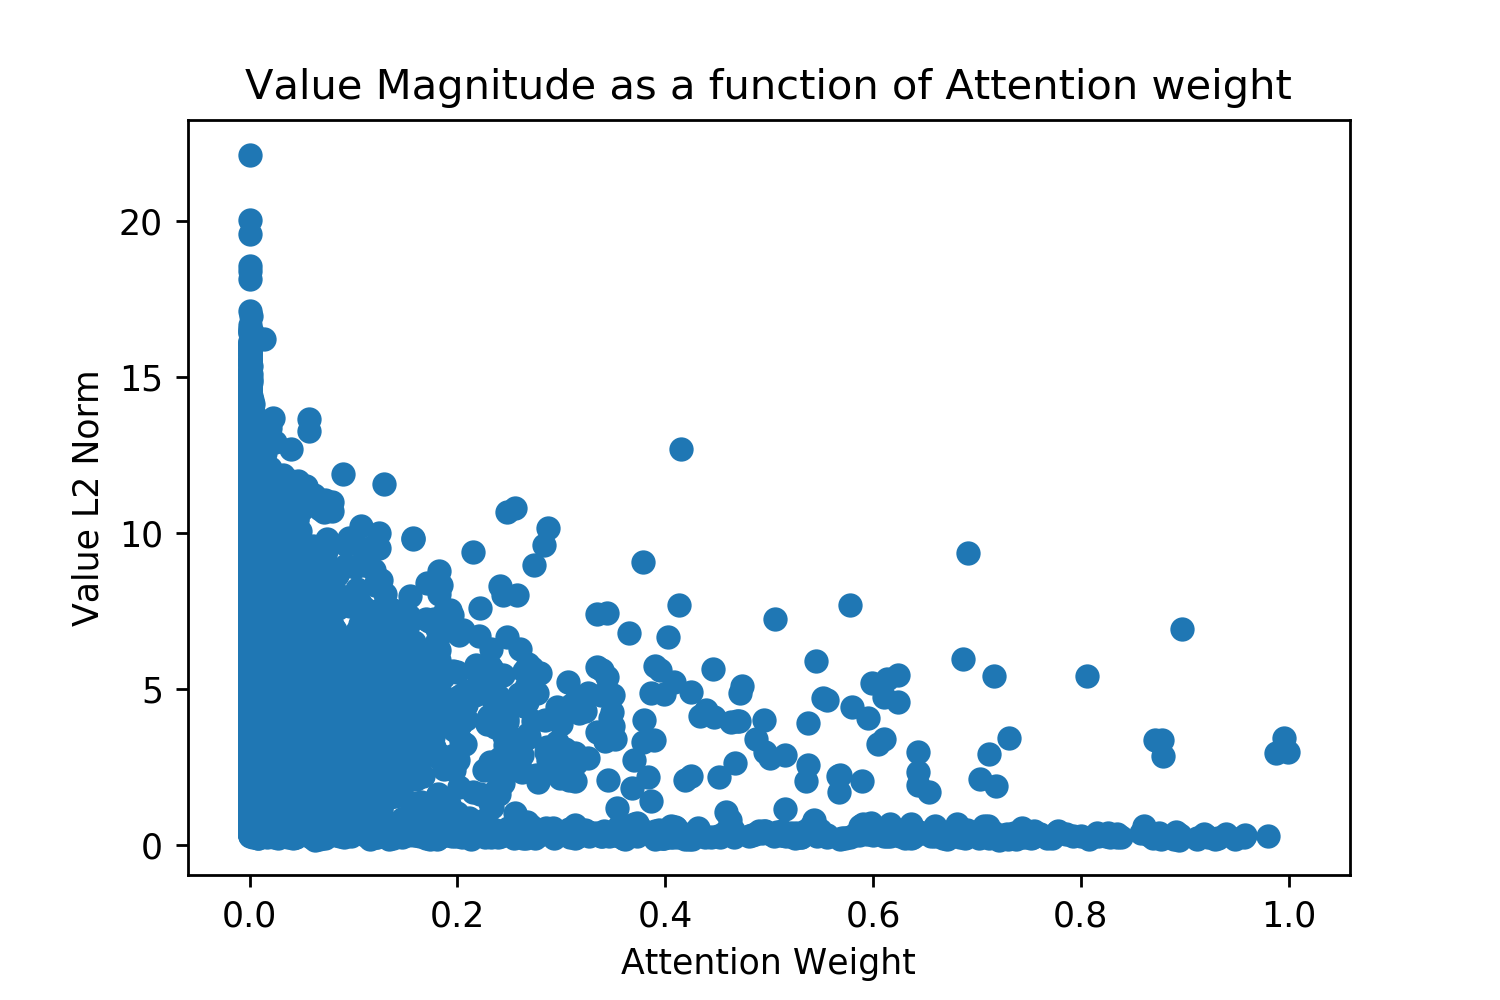 Value Magnitude as a function of Attention weight
20
15
10
5
0
Value L2 Norm
0.0 0.2 0.4 0.6 0.8 1.0
Attention Weight